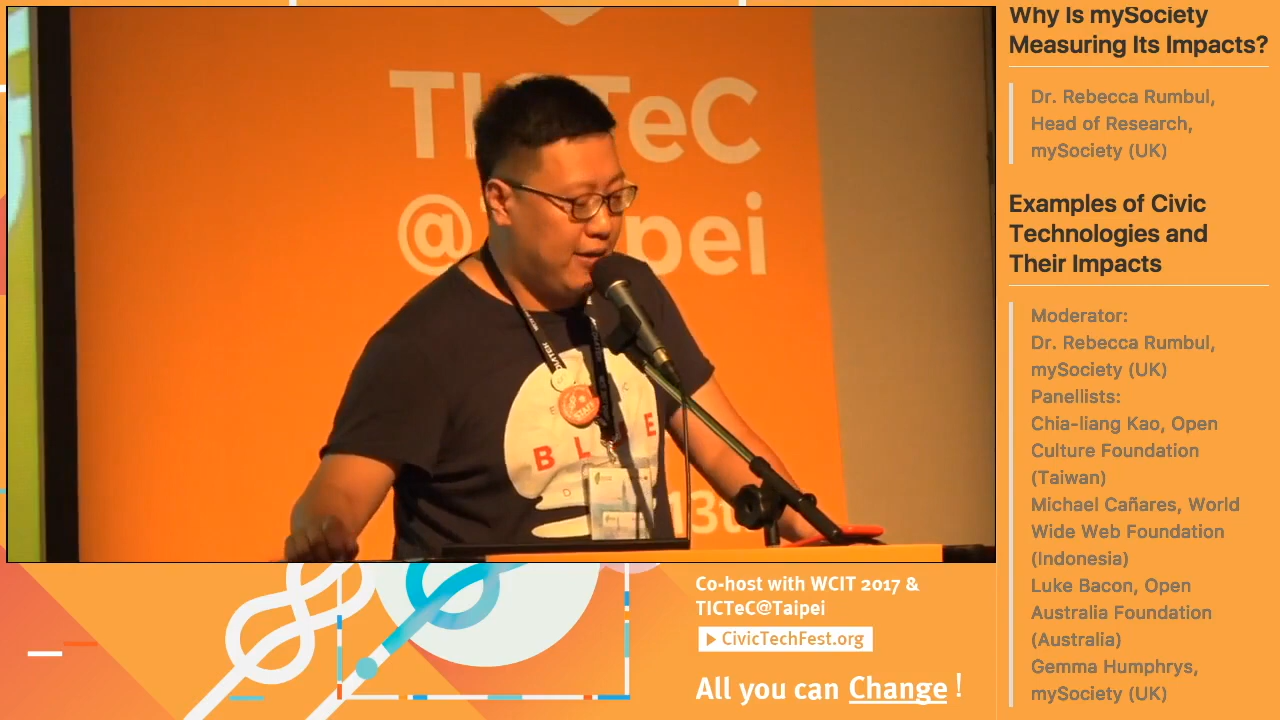 TICTeC
@Taipei
BLUE
STAFF
13t
Co-host with WCIT 2017 &
TICTeC@Taipei
CivicTechFest.org
All you can Change !
Why Is mySociety
Measuring Its Impacts?
Dr. Rebecca Rumbul,
Head of Research,
mySociety (UK)
Examples of Civic
Technologies and
Their Impacts
Moderator:
Dr. Rebecca Rumbul,
mySociety (UK)
Panellists:
Chia-liang Kao, Open
Culture Foundation
(Taiwan)
Michael Cañares, World
Wide Web Foundation
(Indonesia)
Luke Bacon, Open
Australia Foundation
(Australia)
Gemma Humphrys,
mySociety (UK)